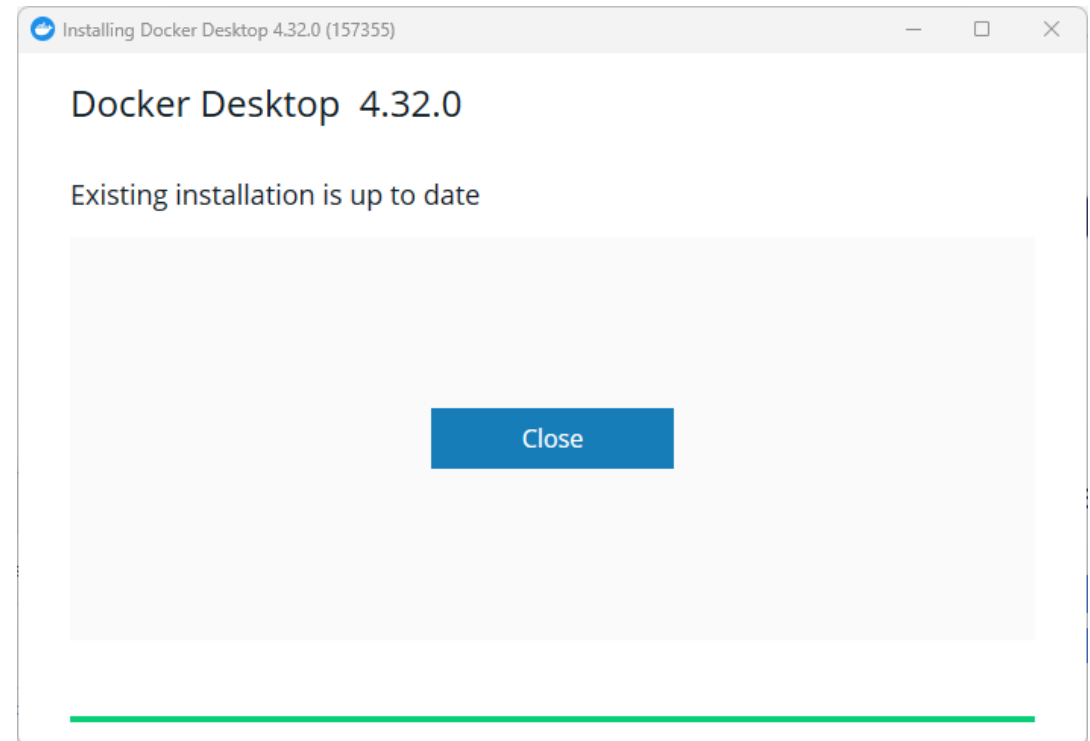 Installing Docker Desktop 4.32.0 (157355)
Docker Desktop 4.32.0
Existing installation is up to date
Close